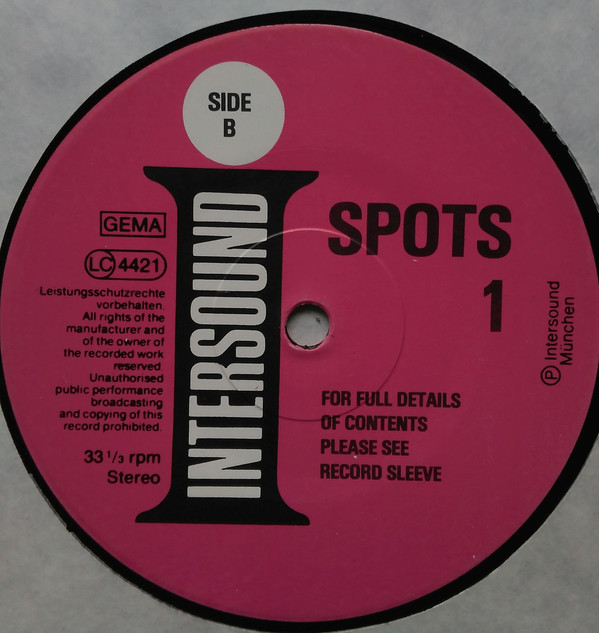 SIDE
B
INTERSOUND
SPOTS
1
GEMA
LC 4421
Leistungsschutzrechte
vorbehalten.
All rights of the
manufacturer and
of the owner of
the recorded work
reserved.
Unauthorised
public performance
broadcasting
and copying of this
record prohibited.
33 1/3 rpm
Stereo
FOR FULL DETAILS
OF CONTENTS
PLEASE SEE
RECORD SLEEVE
Ⓟ Intersound
München